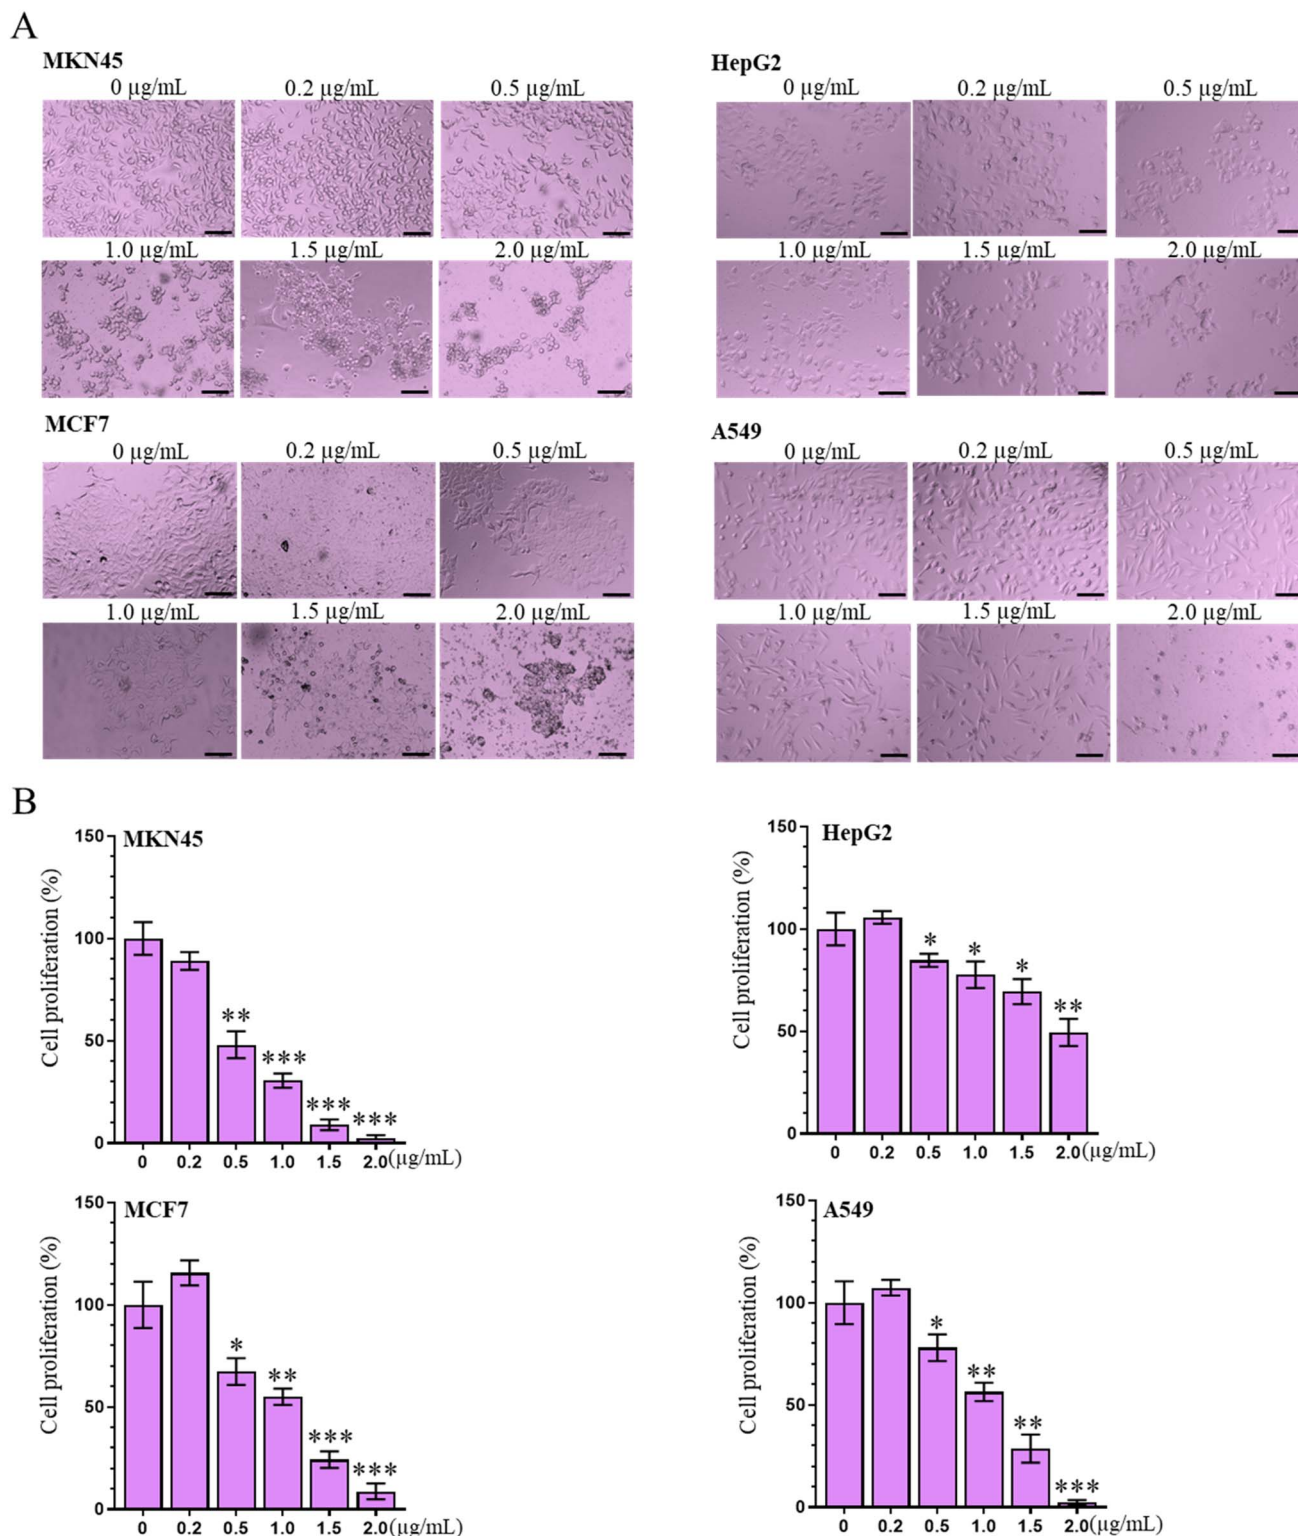 A
MKN45
0 µg/mL 0.2 µg/mL 0.5 µg/mL
1.0 µg/mL 1.5 µg/mL 2.0 µg/mL
HepG2
0 µg/mL 0.2 µg/mL 0.5 µg/mL
1.0 µg/mL 1.5 µg/mL 2.0 µg/mL
MCF7
0 µg/mL 0.2 µg/mL 0.5 µg/mL
1.0 µg/mL 1.5 µg/mL 2.0 µg/mL
A549
0 µg/mL 0.2 µg/mL 0.5 µg/mL
1.0 µg/mL 1.5 µg/mL 2.0 µg/mL
B
MKN45
Cell proliferation (%)
150
100
50
0
** *** *** ***
0 0.2 0.5 1.0 1.5 2.0 (µg/mL)
HepG2
Cell proliferation (%)
150
100
50
0
* * * **
0 0.2 0.5 1.0 1.5 2.0 (µg/mL)
MCF7
Cell proliferation (%)
150
100
50
0
* ** *** ***
0 0.2 0.5 1.0 1.5 2.0 (µg/mL)
A549
Cell proliferation (%)
150
100
50
0
* ** ** ***
0 0.2 0.5 1.0 1.5 2.0 (µg/mL)